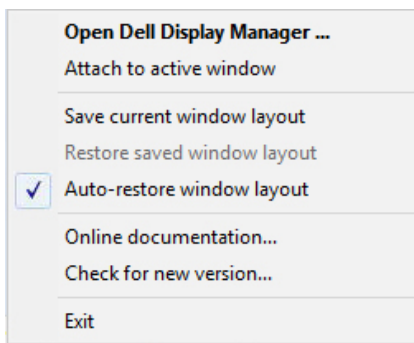 Open Dell Display Manager ...
Attach to active window
Save current window layout
Restore saved window layout
Auto-restore window layout
Online documentation...
Check for new version...
Exit